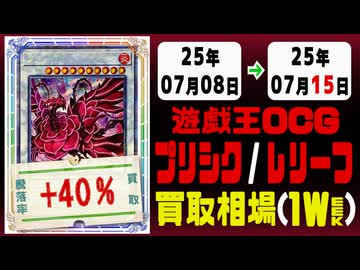 25年
07月08日
25年
07月15日
遊戯王OCG
プリシク/レリーフ
買取相場(1WEEK)
炎
騰落率
+40%
買取